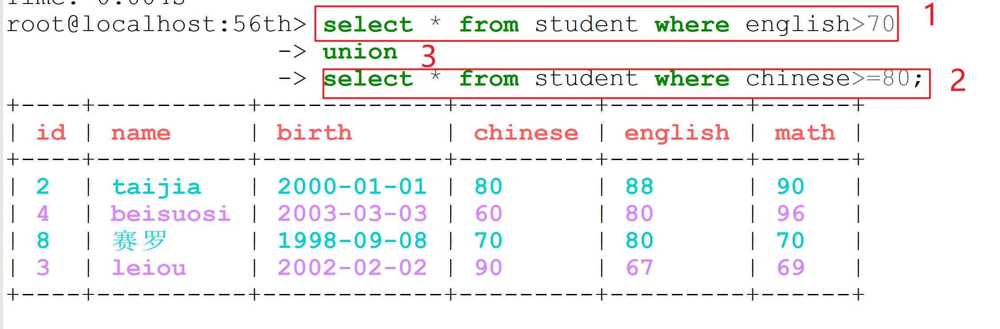 Time: 0.004s
root@localhost:56th> select * from student where english>70 1
-> union 3
-> select * from student where chinese>=80; 2
+----+----------+------------+---------+---------+------+
| id | name | birth | chinese | english | math |
+----+----------+------------+---------+---------+------+
| 2 | taijia | 2000-01-01 | 80 | 88 | 90 |
| 4 | beisuosi | 2003-03-03 | 60 | 80 | 96 |
| 8 | 赛罗 | 1998-09-08 | 70 | 80 | 70 |
| 3 | leiou | 2002-02-02 | 90 | 67 | 69 |
+----+----------+------------+---------+---------+------+